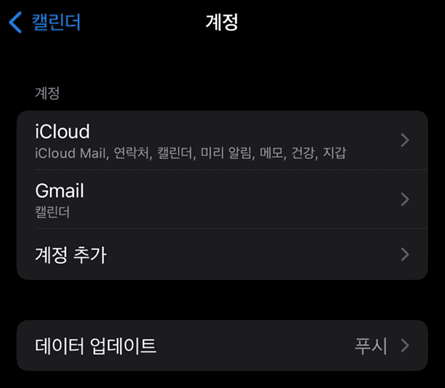 캘린더
계정
계정
iCloud
iCloud Mail, 연락처, 캘린더, 미리 알림, 메모, 건강, 지갑
Gmail
캘린더
계정 추가
데이터 업데이트 푸시